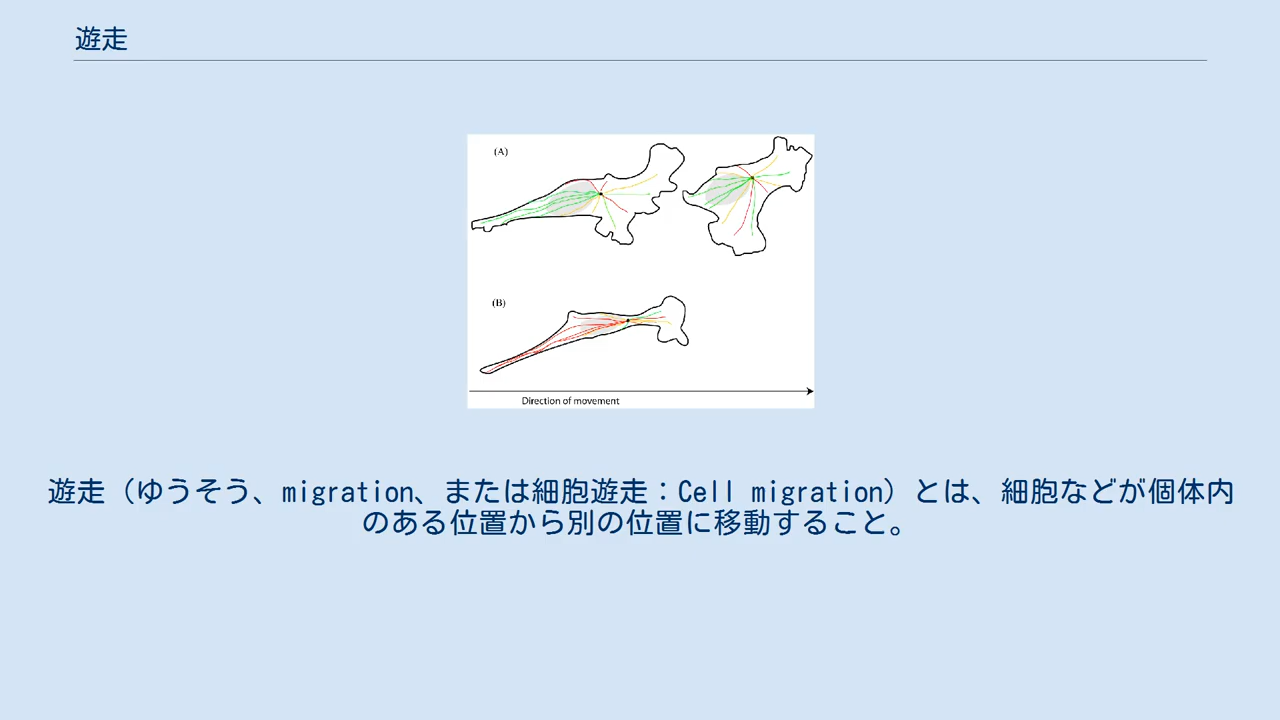 遊走
(A)
(B)
Direction of movement
遊走（ゆうそう、migration、または細胞遊走：Cell migration）とは、細胞などが個体内
のある位置から別の位置に移動すること。